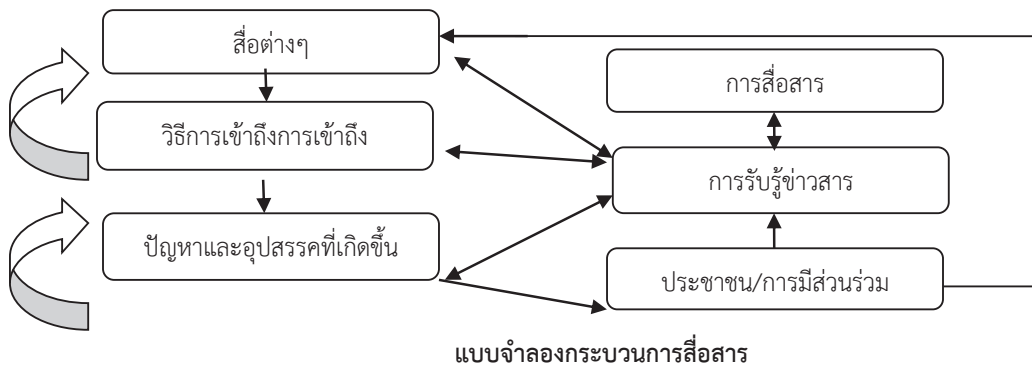 สื่อต่างๆ
การสื่อสาร
วิธีการเข้าถึงการเข้าถึง
การรับรู้ข่าวสาร
ปัญหาและอุปสรรคที่เกิดขึ้น
ประชาชน/การมีส่วนร่วม
แบบจำลองกระบวนการสื่อสาร